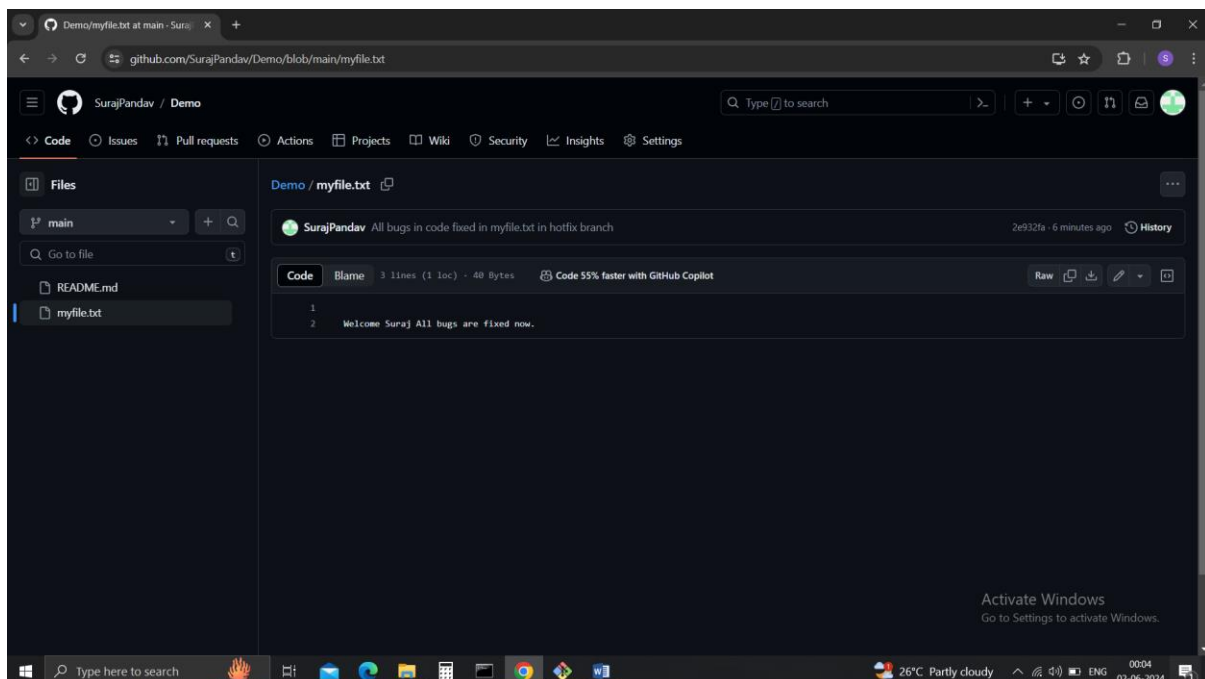 Demo/myfile.txt at main · Suraj
github.com/SurajPandav/Demo/blob/main/myfile.txt
S
SurajPandav / Demo
Type / to search
Code Issues Pull requests Actions Projects Wiki Security Insights Settings
Files
Demo / myfile.txt
main
SurajPandav All bugs in code fixed in myfile.txt in hotfix branch
2e932fa · 6 minutes ago History
Go to file t
Code Blame 3 lines (1 loc) · 40 Bytes Code 55% faster with GitHub Copilot
Raw
README.md
myfile.txt
1
2 Welcome Suraj All bugs are fixed now.
Activate Windows
Go to Settings to activate Windows.
Type here to search
26°C Partly cloudy
ENG
00:04